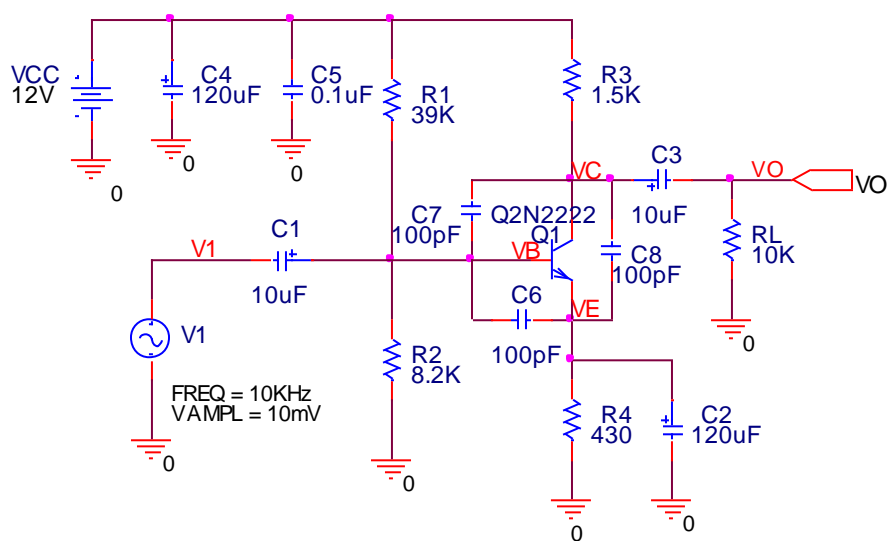 VCC
12V
0
C4
120uF
0
C5
0.1uF
0
R1
39K
R3
1.5K
VC
C3
10uF
VO
VO
RL
10K
0
C7
100pF
Q2N2222
Q1
VB
C8
100pF
V1
C1
10uF
C6
100pF
VE
V1
FREQ = 10KHz
VAMPL = 10mV
0
R2
8.2K
0
R4
430
0
C2
120uF
0